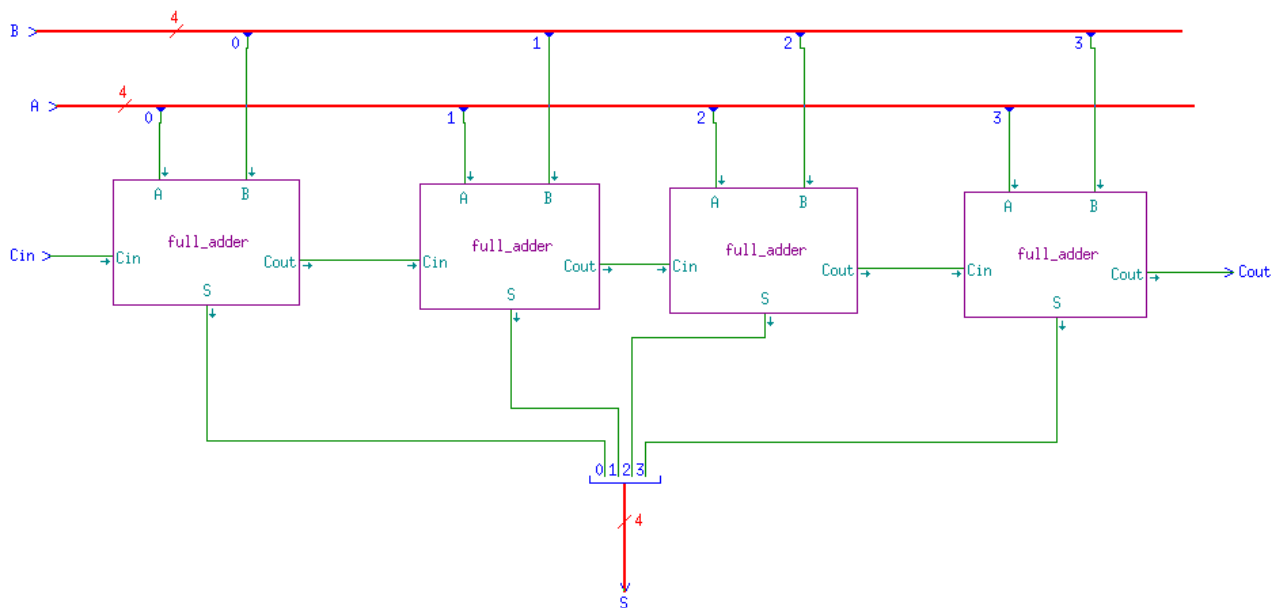 4
B
0 1 2 3
4
A
0 1 2 3
A B A B A B A B
full_adder full_adder full_adder full_adder
Cin Cin Cout Cin Cout Cin Cout Cin Cout Cout
S S S S
0 1 2 3
4
S